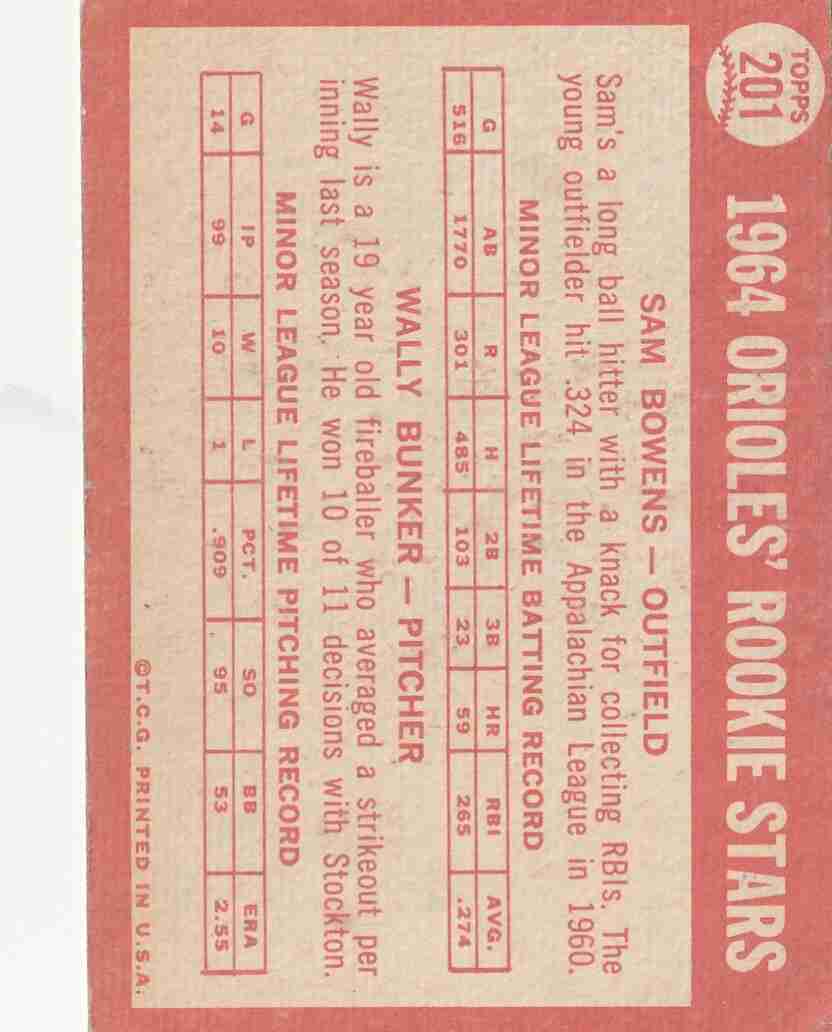 TOPPS
201
1964 ORIOLES' ROOKIE STARS
SAM BOWENS — OUTFIELD
Sam's a long ball hitter with a knack for collecting RBIs. The
young outfielder hit .324 in the Appalachian League in 1960.
MINOR LEAGUE LIFETIME BATTING RECORD
G AB R H 2B 3B HR RBI AVG.
516 1770 301 485 103 23 59 265 .274
WALLY BUNKER — PITCHER
Wally is a 19 year old fireballer who averaged a strikeout per
inning last season. He won 10 of 11 decisions with Stockton.
MINOR LEAGUE LIFETIME PITCHING RECORD
G IP W L PCT. SO BB ERA
14 99 10 1 .909 95 53 2.55
©T.C.G. PRINTED IN U.S.A.